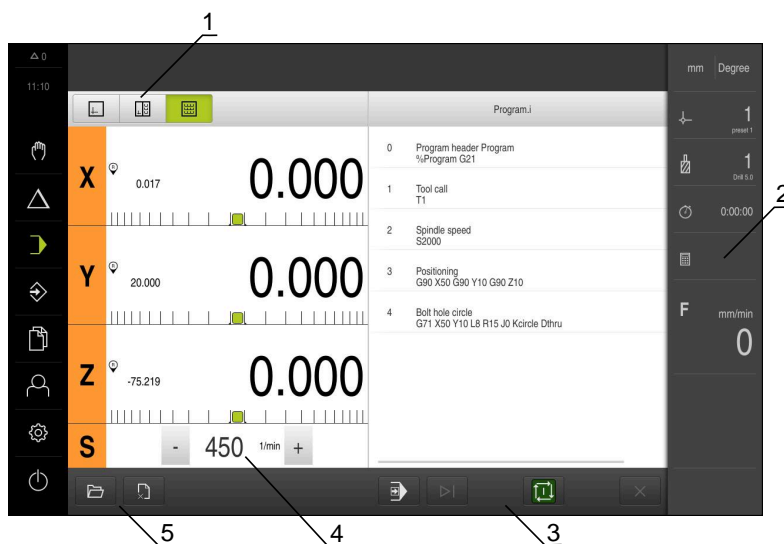 1
0
11:10
mm Degree
Program.i
1
preset 1
X
R
0.017
0.000
0 Program header Program
%Program G21
1 Tool call
T1
1
Drill 5.0
2
0:00:00
2 Spindle speed
S2000
Y
R
20.000
0.000
3 Positioning
G90 X50 G90 Y10 G90 Z10
4 Bolt hole circle
G71 X50 Y10 L8 R15 J0 Kcircle Dthru
F mm/min
0
Z
R
-75.219
0.000
S - 450 1/min +
5 4 3